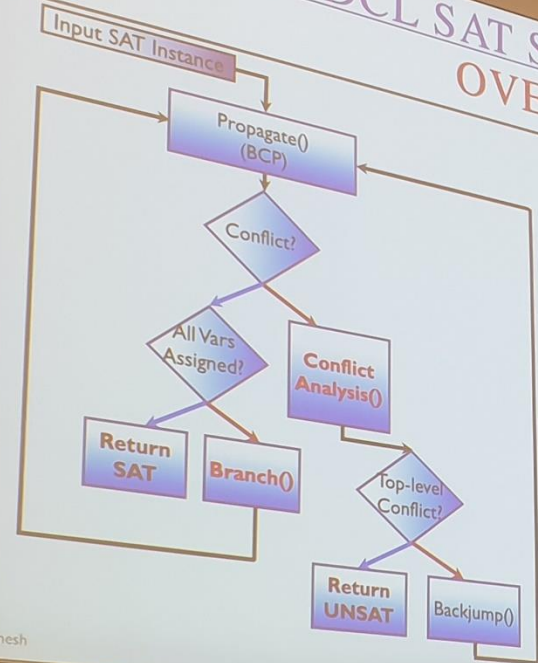 CL SAT S
OVE
Input SAT Instance
Propagate()
(BCP)
Conflict?
All Vars
Assigned?
Conflict
Analysis()
Return
SAT
Branch()
Top-level
Conflict?
Return
UNSAT
Backjump()
nesh